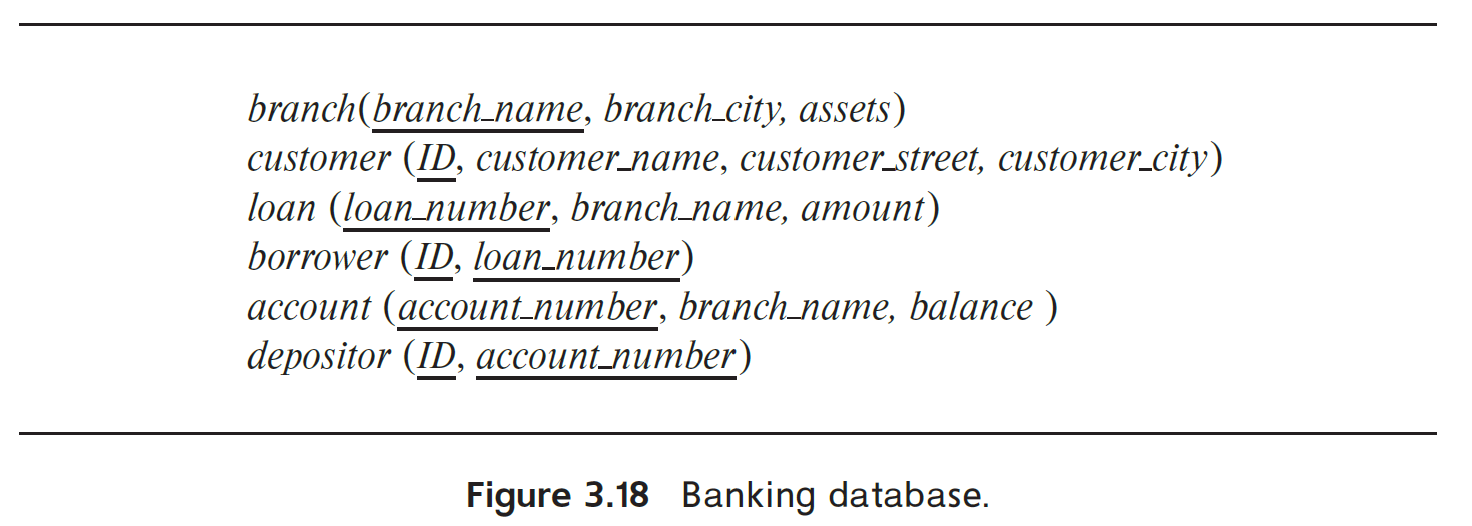 branch(branch_name, branch_city, assets)
customer (ID, customer_name, customer_street, customer_city)
loan (loan_number, branch_name, amount)
borrower (ID, loan_number)
account (account_number, branch_name, balance )
depositor (ID, account_number)
Figure 3.18 Banking database.